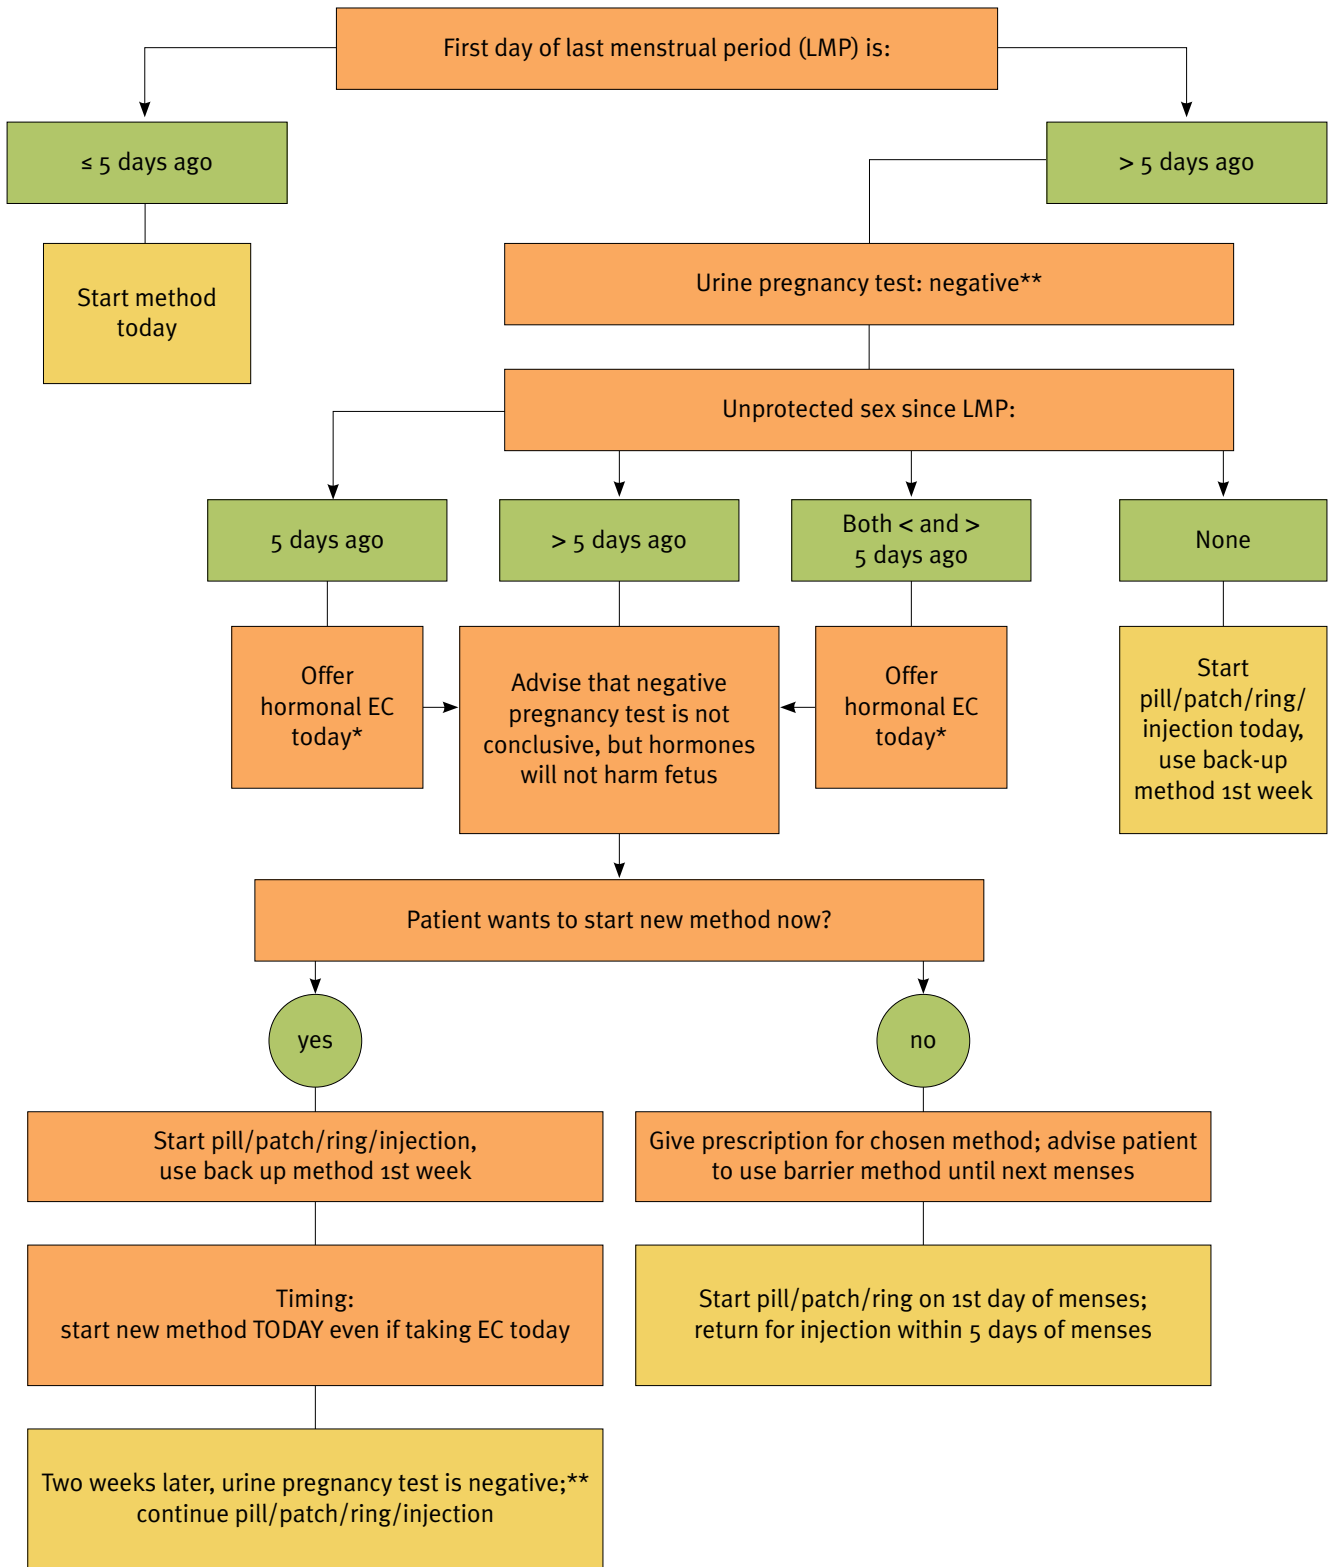 First day of last menstrual period (LMP) is:
≤ 5 days ago
> 5 days ago
Start method
today
Urine pregnancy test: negative**
Unprotected sex since LMP:
5 days ago
> 5 days ago
Both < and >
5 days ago
None
Offer
hormonal EC
today*
Advise that negative
pregnancy test is not
conclusive, but hormones
will not harm fetus
Offer
hormonal EC
today*
Start
pill/patch/ring/
injection today,
use back-up
method 1st week
Patient wants to start new method now?
yes
no
Start pill/patch/ring/injection,
use back up method 1st week
Give prescription for chosen method; advise patient
to use barrier method until next menses
Timing:
start new method TODAY even if taking EC today
Start pill/patch/ring on 1st day of menses;
return for injection within 5 days of menses
Two weeks later, urine pregnancy test is negative;**
continue pill/patch/ring/injection